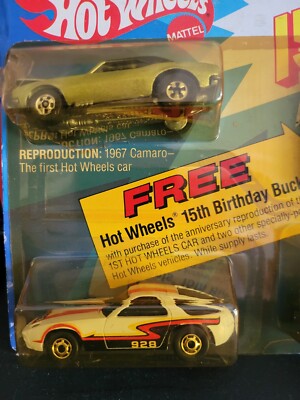 Hot Wheels
MATTEL
REPRODUCTION: 1967 Camaro–
The first Hot Wheels car
FREE
Hot Wheels® 15th Birthday Buck
with purchase of the anniversary reproduction of
1ST HOT WHEELS CAR and two other specially-
Hot Wheels vehicles. While supply lasts.
928